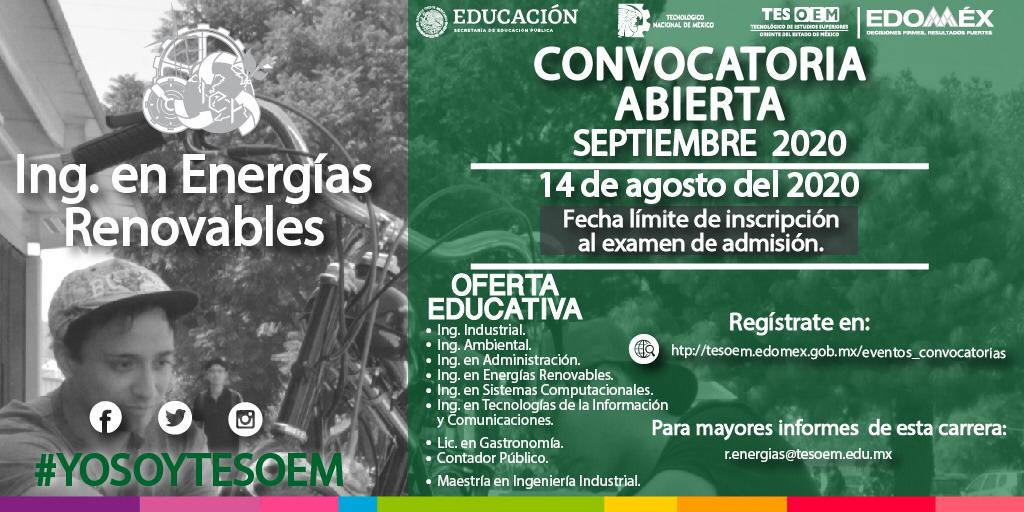 EDUCACIÓN
SECRETARÍA DE EDUCACIÓN PÚBLICA
TECNOLÓGICO
NACIONAL DE MÉXICO
TESOEM
TECNOLÓGICO DE ESTUDIOS SUPERIORES
ORIENTE DEL ESTADO DE MÉXICO
EDOMÉX
DECISIONES FIRMES, RESULTADOS FUERTES
Ing. en Energías
Renovables
#YOSOYTESOEM
CONVOCATORIA
ABIERTA
SEPTIEMBRE 2020
14 de agosto del 2020
Fecha límite de inscripción
al examen de admisión.
OFERTA
EDUCATIVA
• Ing. Industrial.
• Ing. Ambiental.
• Ing. en Administración.
• Ing. en Energías Renovables.
• Ing. en Sistemas Computacionales.
• Ing. en Tecnologías de la Información
y Comunicaciones.
• Lic. en Gastronomía.
• Contador Público.
• Maestría en Ingeniería Industrial.
Regístrate en:
htp://tesoem.edomex.gob.mx/eventos_convocatorias
Para mayores informes de esta carrera:
r.energias@tesoem.edu.mx